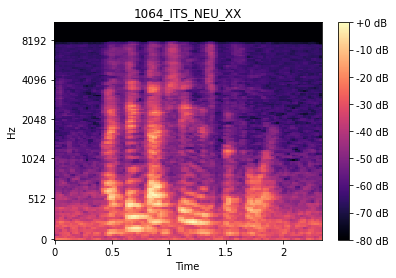 1064_ITS_NEU_XX
+0 dB
8192
-10 dB
4096
-20 dB
-30 dB
2048
Hz
-40 dB
1024
-50 dB
-60 dB
512
-70 dB
0
-80 dB
0 0.5 1 1.5 2
Time